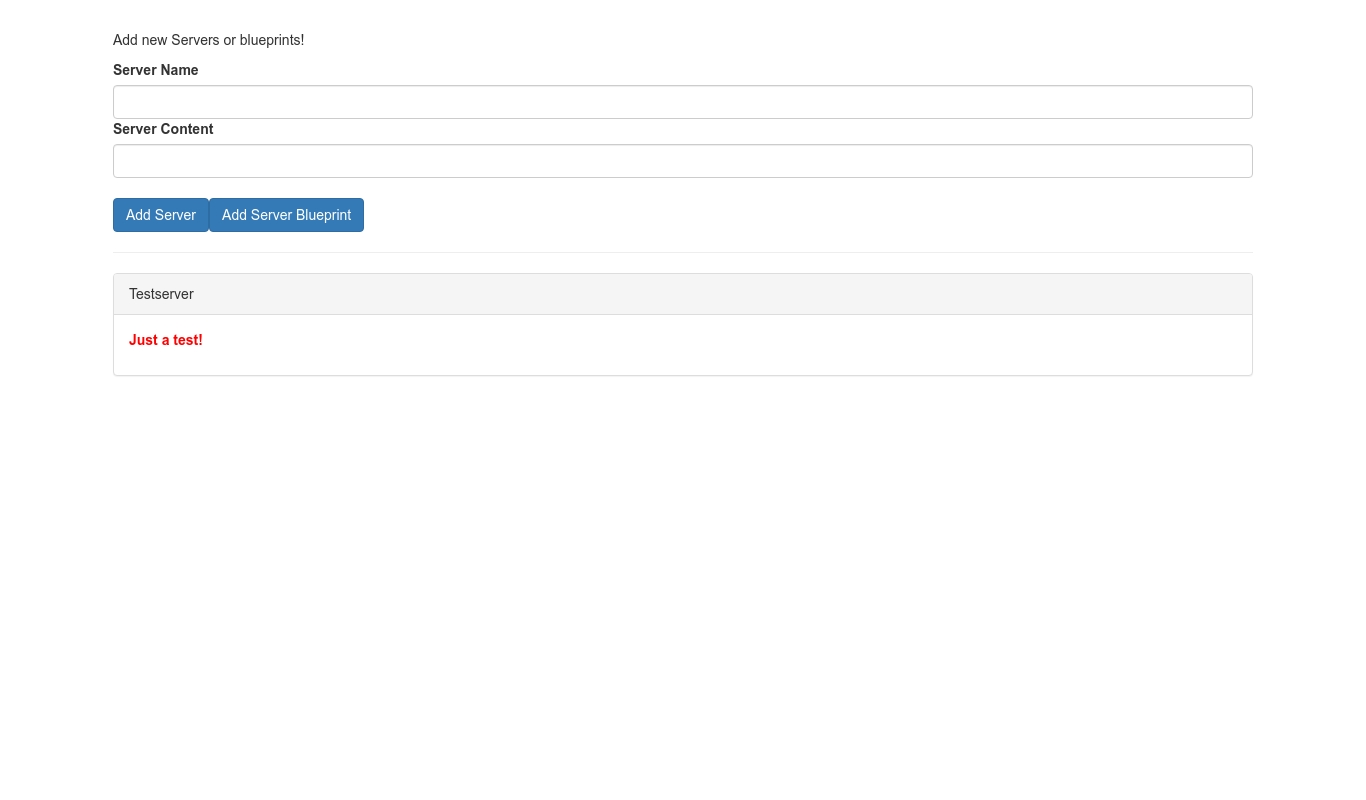 Add new Servers or blueprints!
Server Name
Server Content
Add Server Add Server Blueprint
Testserver
Just a test!